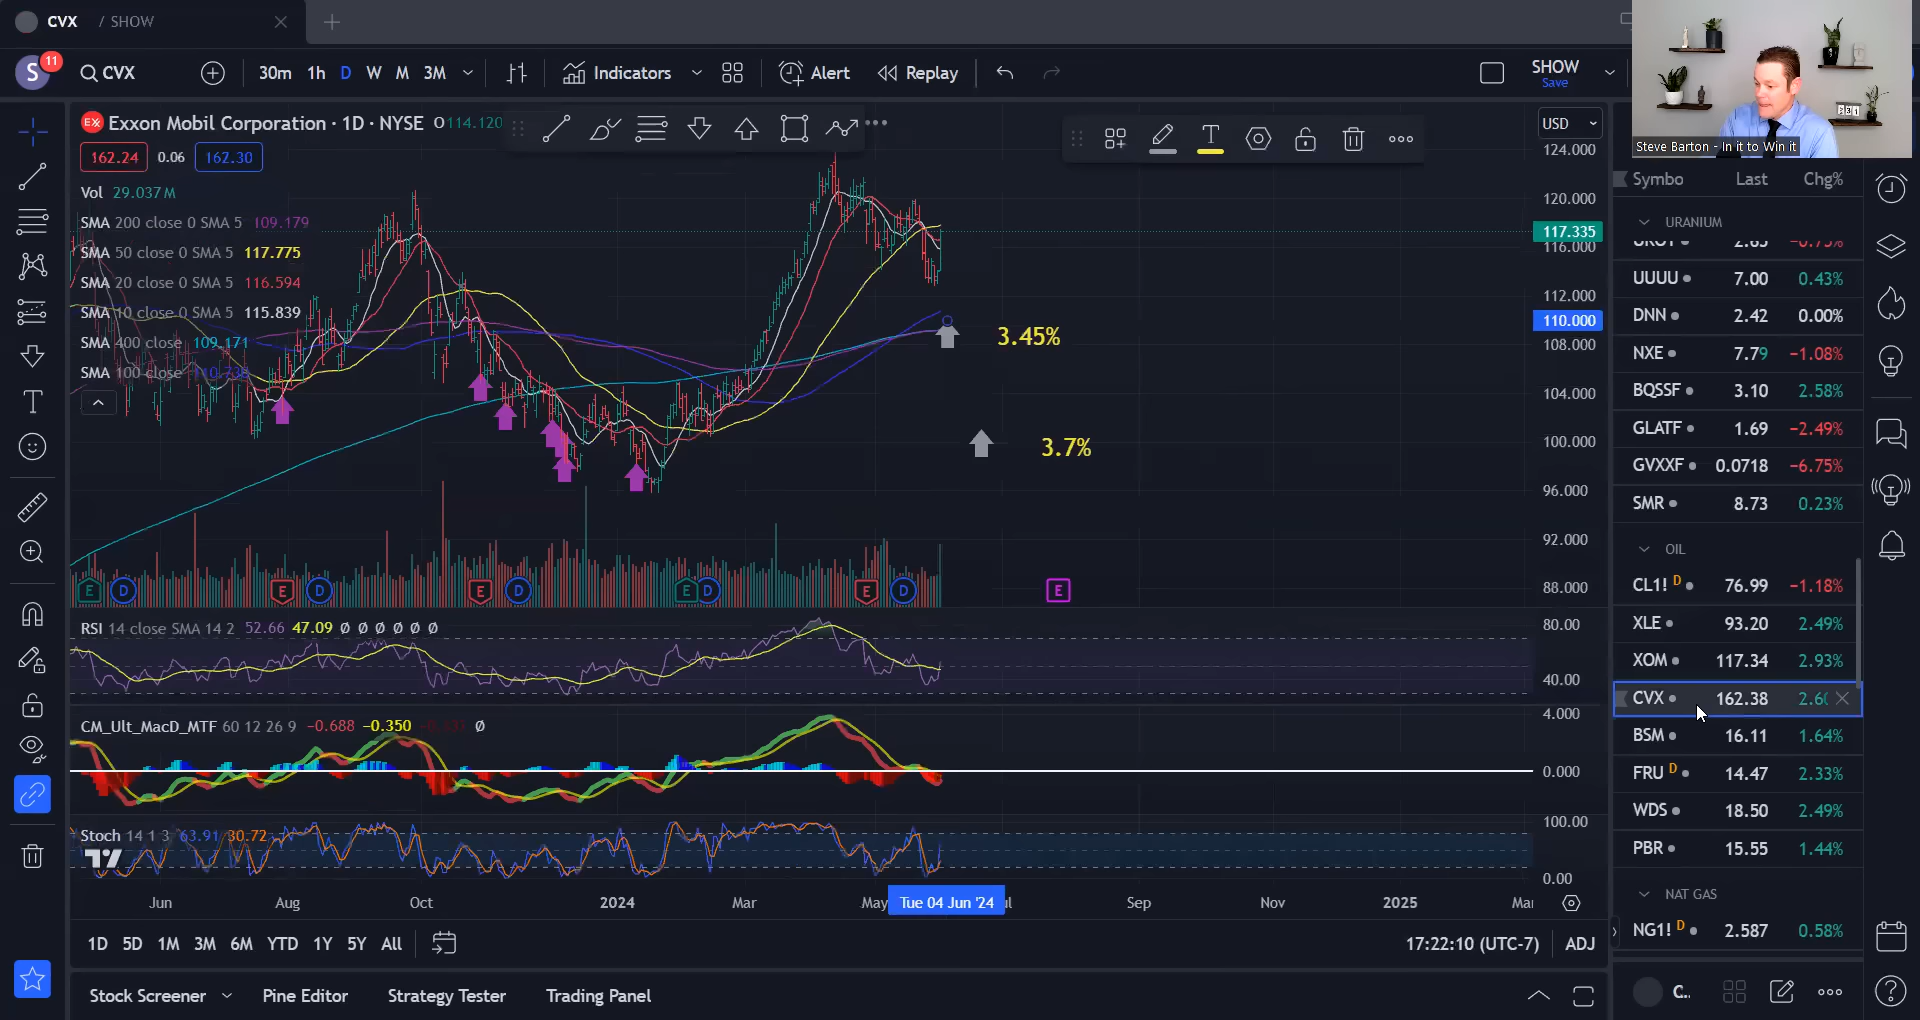 CVX / SHOW
S 11 CVX 30m 1h D W M 3M Indicators Alert Replay SHOW
Save
Steve Barton - In it to Win it
EX Exxon Mobil Corporation · 1D · NYSE O114.120
162.24 0.06 162.30
Vol 29.037 M
SMA 200 close 0 SMA 5 109.179
SMA 50 close 0 SMA 5 117.775
SMA 20 close 0 SMA 5 116.594
SMA 10 close 0 SMA 5 115.839
SMA 400 close 109.171
SMA 100 close
3.45%
3.7%
USD
124.000
120.000
117.335
116.000
112.000
110.000
108.000
104.000
100.000
96.000
92.000
88.000
E D E D E D E D E D E
RSI 14 close SMA 14 2 52.66 47.09 Ø Ø Ø Ø Ø Ø
80.00
40.00
CM_Ult_MacD_MTF 60 12 26 9 −0.688 −0.350 Ø
4.000
0.000
Stoch 14 1 3 63.91 30.72
100.00
0.00
Jun Aug Oct 2024 Mar May Tue 04 Jun '24 Sep Nov 2025 Mar
1D 5D 1M 3M 6M YTD 1Y 5Y All 17:22:10 (UTC-7) ADJ
Stock Screener Pine Editor Strategy Tester Trading Panel
Symbo Last Chg%
URANIUM
UUUU 7.00 0.43%
DNN 2.42 0.00%
NXE 7.79 −1.08%
BQSSF 3.10 2.58%
GLATF 1.69 −2.49%
GVXXF 0.0718 −6.75%
SMR 8.73 0.23%
OIL
CL1! D 76.99 −1.18%
XLE 93.20 2.49%
XOM 117.34 2.93%
CVX 162.38 2.60
BSM 16.11 1.64%
FRU D 14.47 2.33%
WDS 18.50 2.49%
PBR 15.55 1.44%
NAT GAS
NG1! D 2.587 0.58%
C..